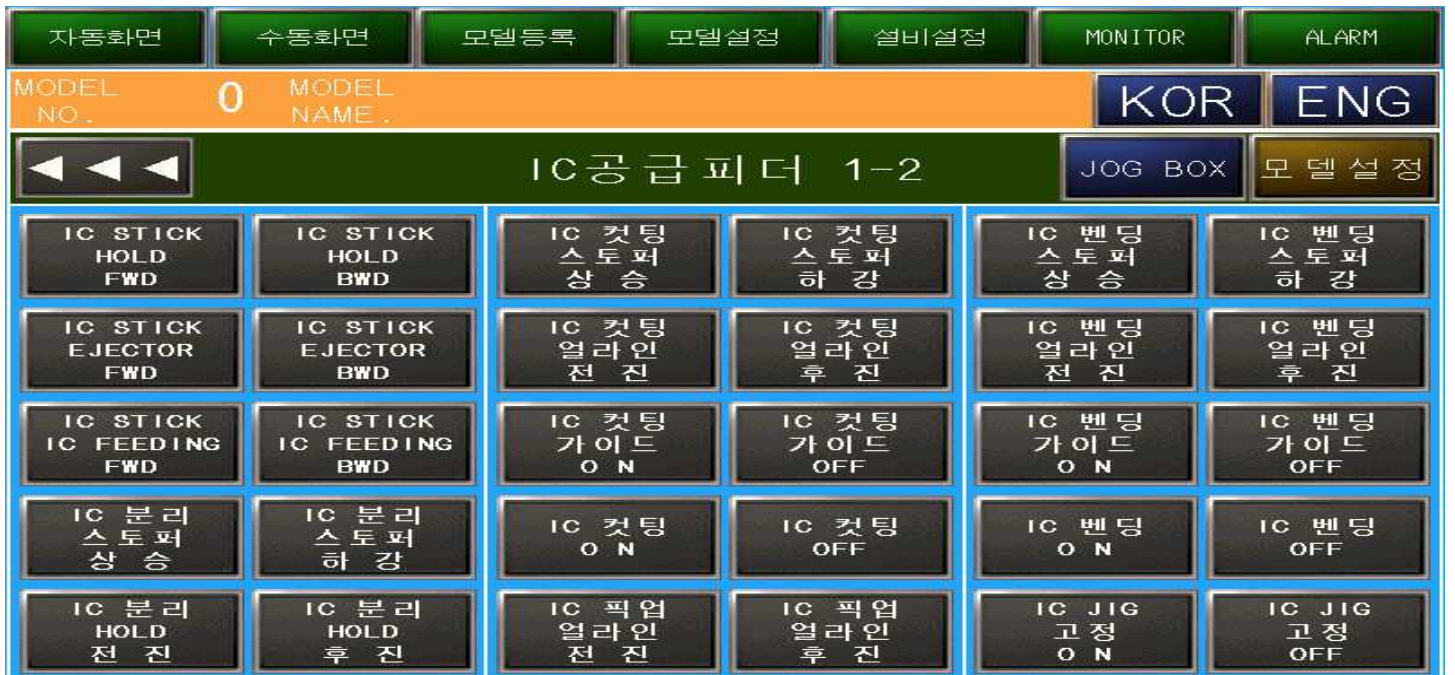 자동화면
수동화면
모델등록
모델설정
설비설정
MONITOR
ALARM
MODEL
NO.
0
MODEL
NAME.
KOR
ENG
◀◀◀
IC공급피더 1-2
JOG BOX
모델설정
IC STICK
HOLD
FWD
IC STICK
HOLD
BWD
IC 컷팅
스토퍼
상 승
IC 컷팅
스토퍼
하 강
IC 벤딩
스토퍼
상 승
IC 벤딩
스토퍼
하 강
IC STICK
EJECTOR
FWD
IC STICK
EJECTOR
BWD
IC 컷팅
얼라인
전 진
IC 컷팅
얼라인
후 진
IC 벤딩
얼라인
전 진
IC 벤딩
얼라인
후 진
IC STICK
IC FEEDING
FWD
IC STICK
IC FEEDING
BWD
IC 컷팅
가이드
O N
IC 컷팅
가이드
OFF
IC 벤딩
가이드
O N
IC 벤딩
가이드
OFF
IC 분리
스토퍼
상 승
IC 분리
스토퍼
하 강
IC 컷팅
O N
IC 컷팅
OFF
IC 벤딩
O N
IC 벤딩
OFF
IC 분리
HOLD
전 진
IC 분리
HOLD
후 진
IC 픽업
얼라인
전 진
IC 픽업
얼라인
후 진
IC JIG
고정
O N
IC JIG
고정
OFF